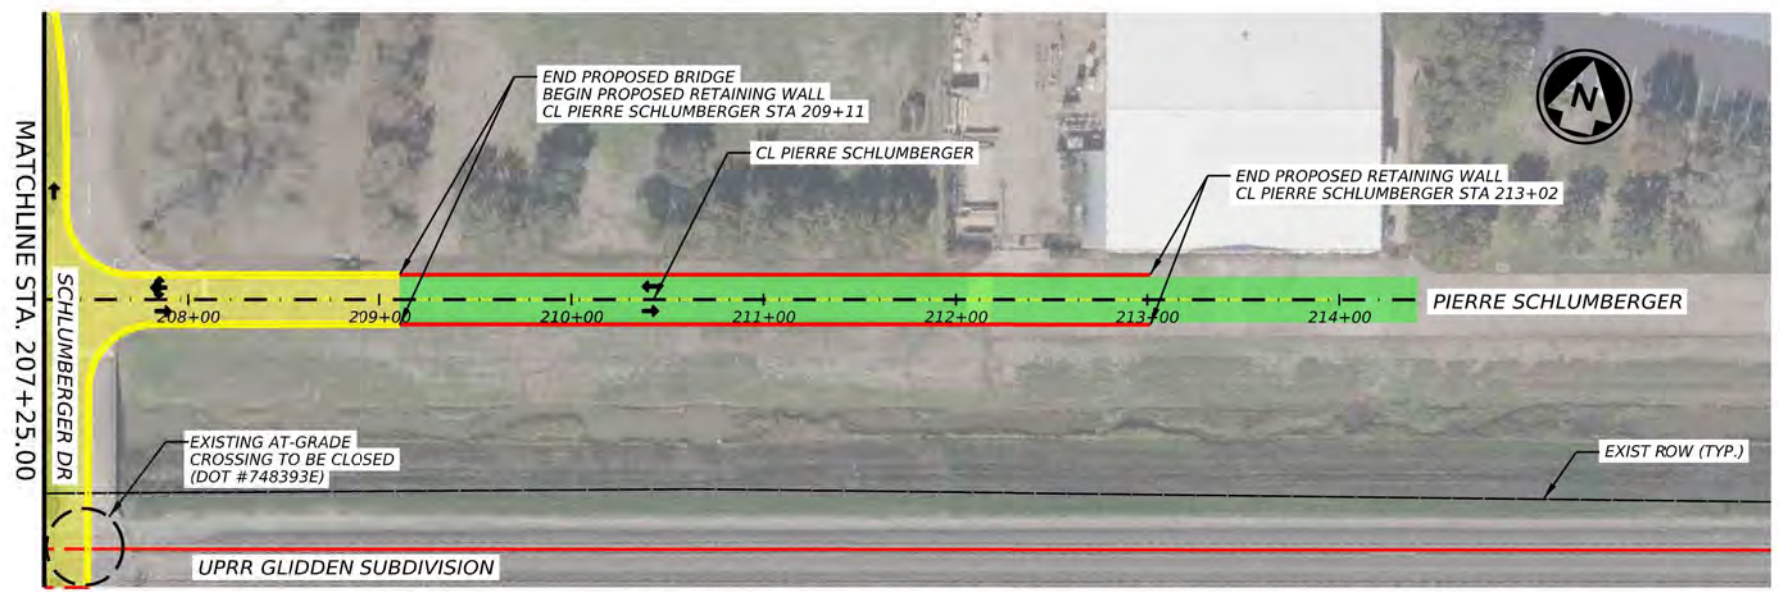 MATCHLINE STA. 207+25.00
SCHLUMBERGER DR
END PROPOSED BRIDGE
BEGIN PROPOSED RETAINING WALL
CL PIERRE SCHLUMBERGER STA 209+11
CL PIERRE SCHLUMBERGER
END PROPOSED RETAINING WALL
CL PIERRE SCHLUMBERGER STA 213+02
N
208+00
209+00
210+00
211+00
212+00
213+00
214+00
PIERRE SCHLUMBERGER
EXISTING AT-GRADE
CROSSING TO BE CLOSED
(DOT #748393E)
EXIST ROW (TYP.)
UPRR GLIDDEN SUBDIVISION